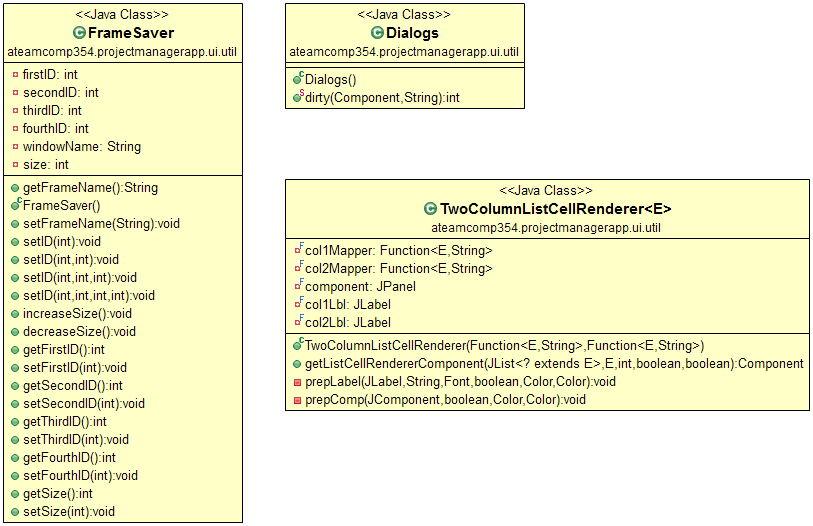 <<Java Class>>
FrameSaver
ateamcomp354.projectmanagerapp.ui.util
firstID: int
secondID: int
thirdID: int
fourthID: int
windowName: String
size: int
getFrameName():String
FrameSaver()
setFrameName(String):void
setID(int):void
setID(int,int):void
setID(int,int,int):void
setID(int,int,int,int):void
increaseSize():void
decreaseSize():void
getFirstID():int
setFirstID(int):void
getSecondID():int
setSecondID(int):void
getThirdID():int
setThirdID(int):void
getFourthID():int
setFourthID(int):void
getSize():int
setSize(int):void
<<Java Class>>
Dialogs
ateamcomp354.projectmanagerapp.ui.util
Dialogs()
dirty(Component,String):int
<<Java Class>>
TwoColumnListCellRenderer<E>
ateamcomp354.projectmanagerapp.ui.util
col1Mapper: Function<E,String>
col2Mapper: Function<E,String>
component: JPanel
col1Lbl: JLabel
col2Lbl: JLabel
TwoColumnListCellRenderer(Function<E,String>,Function<E,String>)
getListCellRendererComponent(JList<? extends E>,E,int,boolean,boolean):Component
prepLabel(JLabel,String,Font,boolean,Color,Color):void
prepComp(JComponent,boolean,Color,Color):void